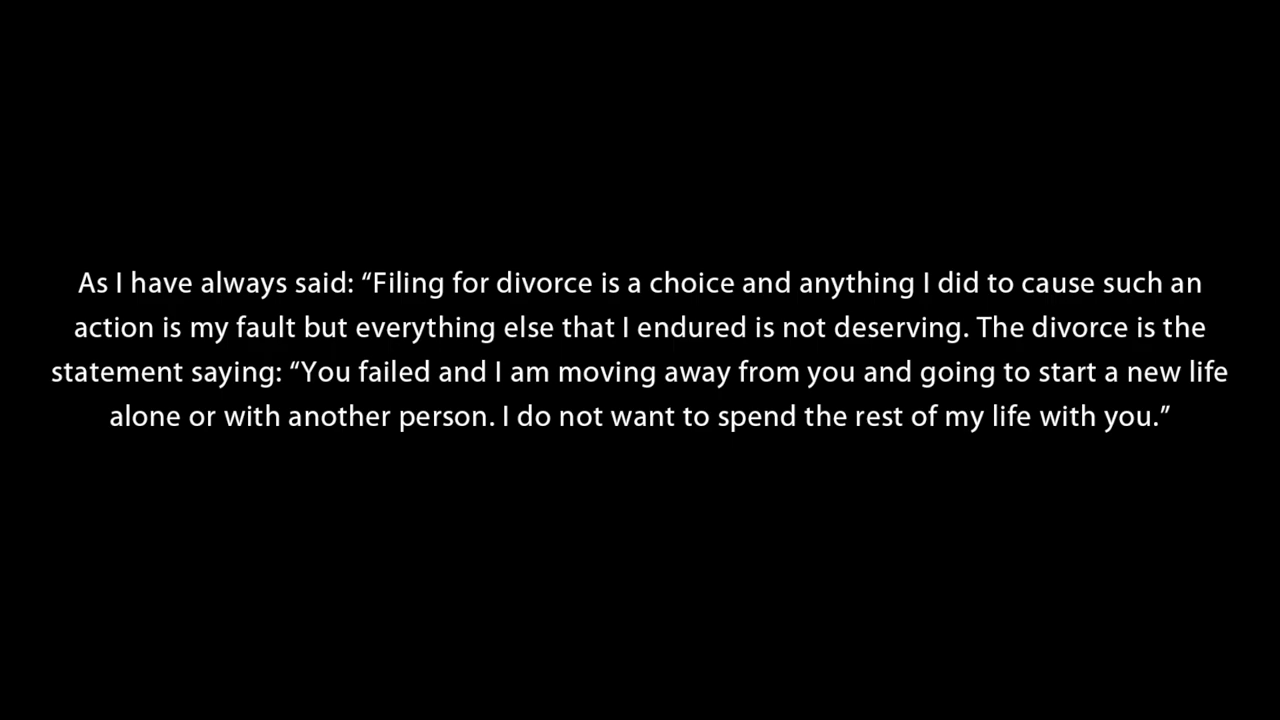 As I have always said: “Filing for divorce is a choice and anything I did to cause such an
action is my fault but everything else that I endured is not deserving. The divorce is the
statement saying: “You failed and I am moving away from you and going to start a new life
alone or with another person. I do not want to spend the rest of my life with you.”